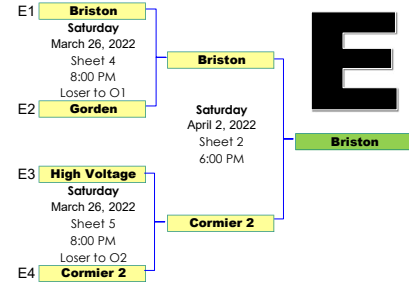 E1 Briston
Saturday
March 26, 2022
Sheet 4
8:00 PM
Loser to O1
E2 Gorden
Briston
Saturday
April 2, 2022
Sheet 2
6:00 PM
E
Briston
E3 High Voltage
Saturday
March 26, 2022
Sheet 5
8:00 PM
Loser to O2
E4 Cormier 2
Cormier 2